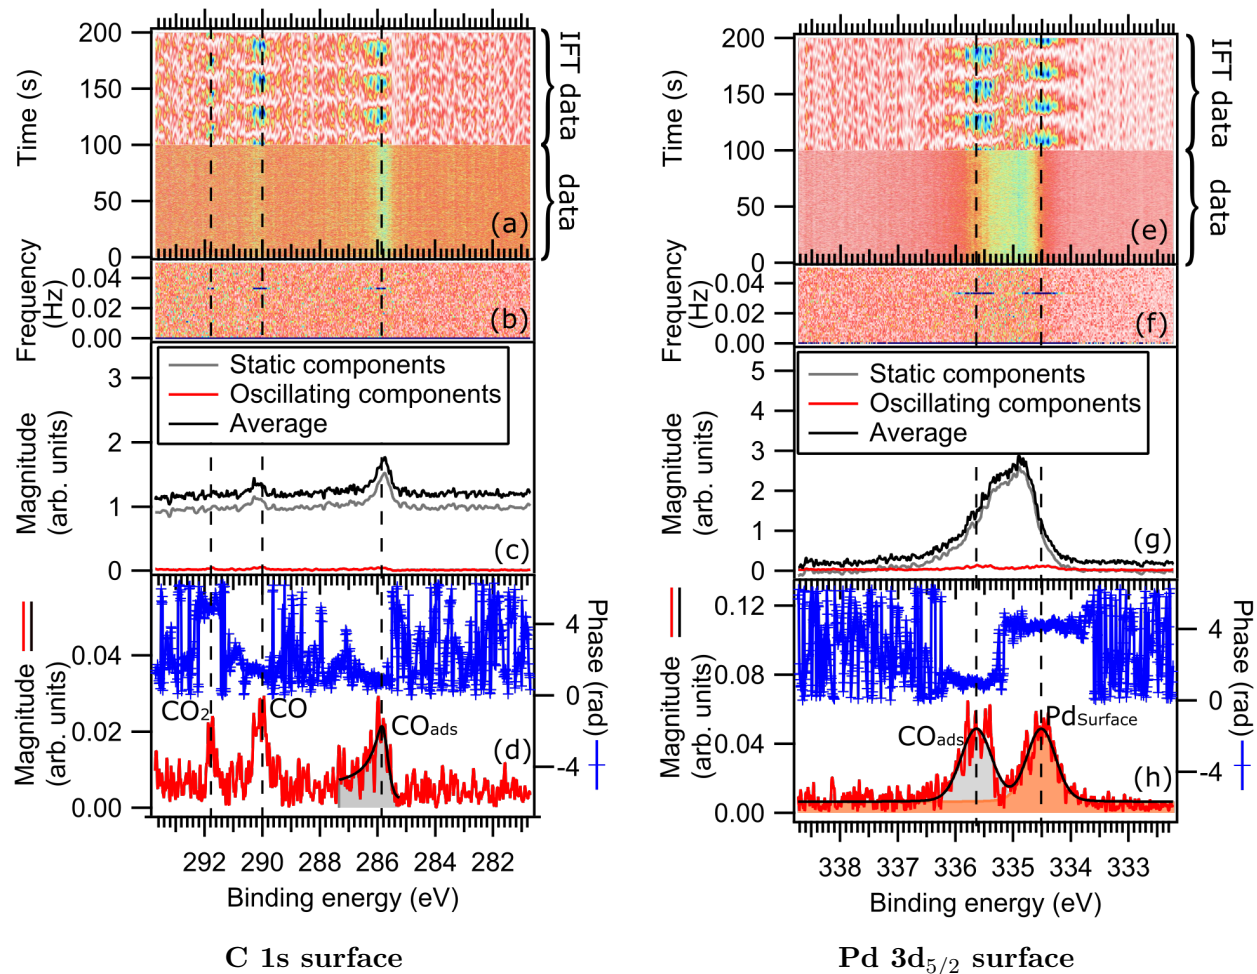 200
150
100
50
0
Time (s)
IFT data
data
(a)
0.04
0.02
0.00
Frequency
(Hz)
(b)
Static components
Oscillating components
Average
3
2
1
0
Magnitude
(arb. units)
(c)
0.04
0.02
0.00
Magnitude
(arb. units)
4
0
-4
Phase (rad)
CO2
CO
COads
(d)
292 290 288 286 284 282
Binding energy (eV)
C 1s surface
200
150
100
50
0
Time (s)
IFT data
data
(e)
0.04
0.02
0.00
Frequency
(Hz)
(f)
Static components
Oscillating components
Average
5
4
3
2
1
0
Magnitude
(arb. units)
(g)
0.12
0.08
0.04
0.00
Magnitude
(arb. units)
4
0
-4
Phase (rad)
COads
PdSurface
(h)
338 337 336 335 334 333
Binding energy (eV)
Pd 3d5/2 surface